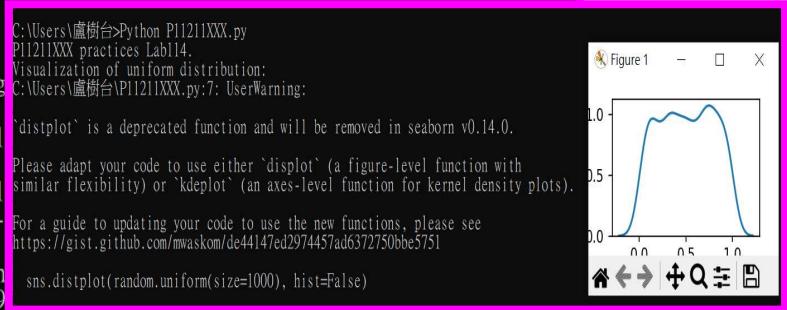 C:\Users\盧樹台>Python P11211XXX.py
P11211XXX practices Lab114.
Visualization of uniform distribution:
C:\Users\盧樹台\P11211XXX.py:7: UserWarning:
`distplot` is a deprecated function and will be removed in seaborn v0.14.0.
Please adapt your code to use either `displot` (a figure-level function with
similar flexibility) or `kdeplot` (an axes-level function for kernel density plots).
For a guide to updating your code to use the new functions, please see
https://gist.github.com/mwaskom/de44147ed2974457ad6372750bbe5751
sns.distplot(random.uniform(size=1000), hist=False)
Figure 1
1.0
0.5
0.0
0.0 0.5 1.0